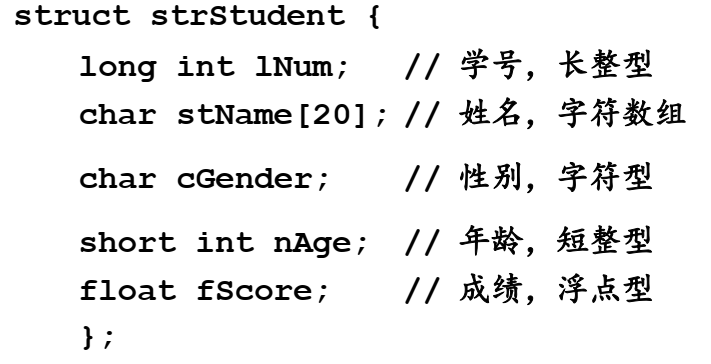 struct strStudent {
long int lNum; // 学号, 长整型
char stName[20]; // 姓名, 字符数组
char cGender; // 性别, 字符型
short int nAge; // 年龄, 短整型
float fScore; // 成绩, 浮点型
};